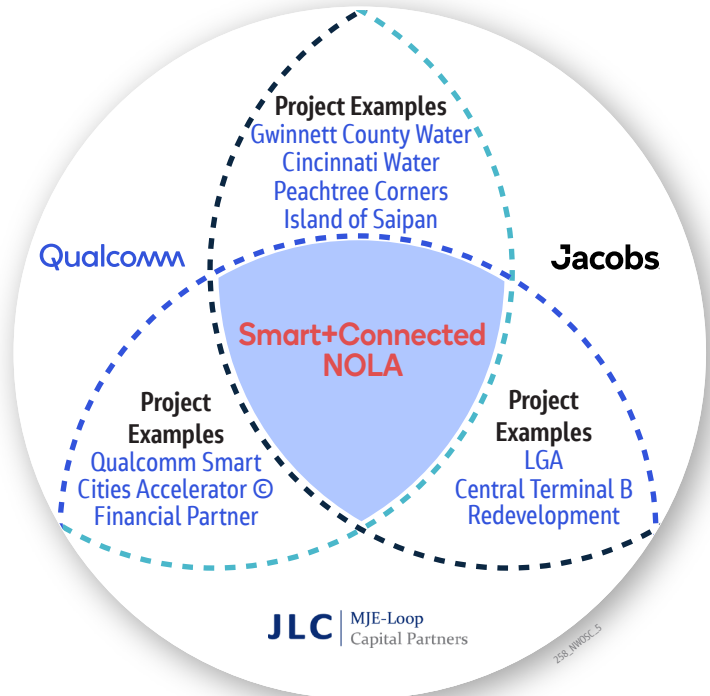 Project Examples
Gwinnett County Water
Cincinnati Water
Peachtree Corners
Island of Saipan
Qualcomm
Jacobs
Smart+Connected
NOLA
Project
Examples
Qualcomm Smart
Cities Accelerator ©
Financial Partner
Project
Examples
LGA
Central Terminal B
Redevelopment
JLC
MJE-Loop
Capital Partners
258_NWOSC_5